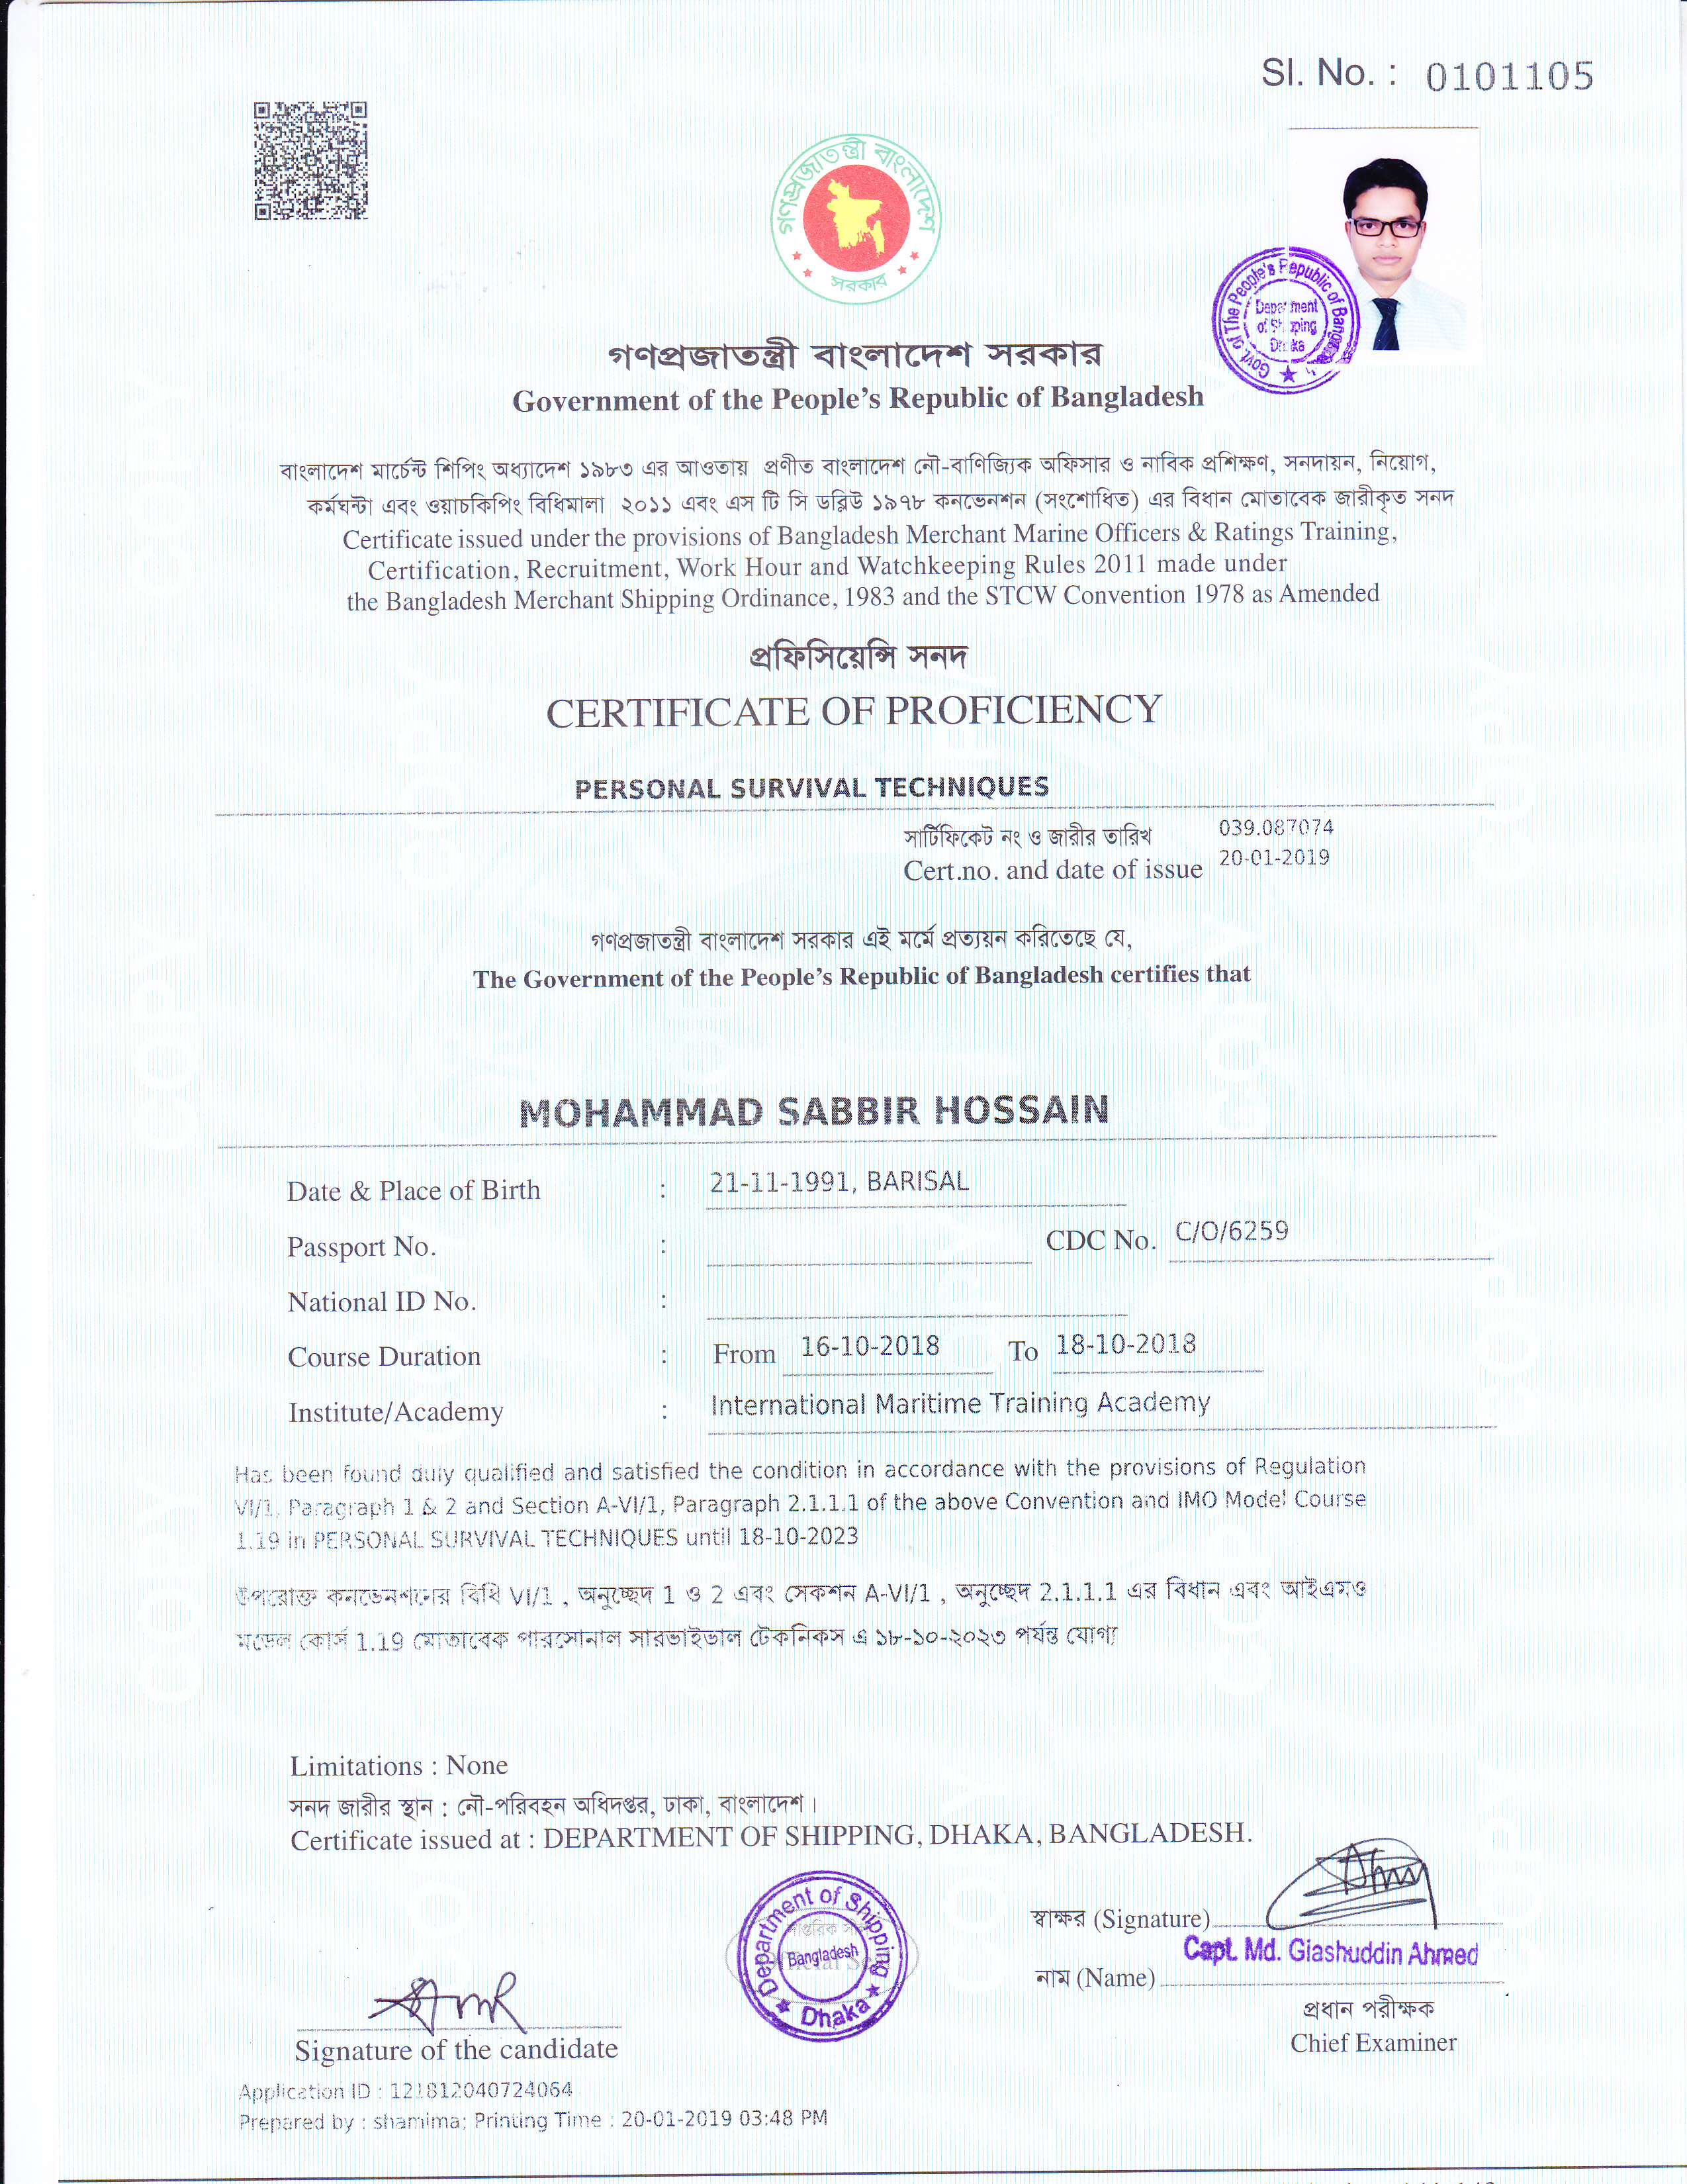 Sl. No. : 0101105
গণপ্রজাতন্ত্রী বাংলাদেশ
সরকার
Govt. of The People's Republic of
Department
of Shipping
Dhaka
গণপ্রজাতন্ত্রী বাংলাদেশ সরকার
Government of the People's Republic of Bangladesh
বাংলাদেশ মার্চেন্ট শিপিং অধ্যাদেশ ১৯৮৩ এর আওতায় প্রণীত বাংলাদেশ নৌ-বাণিজ্যিক অফিসার ও নাবিক প্রশিক্ষণ, সনদায়ন, নিয়োগ,
কর্মঘন্টা এবং ওয়াচকিপিং বিধিমালা ২০১১ এবং এস টি সি ডব্লিউ ১৯৭৮ কনভেনশন (সংশোধিত) এর বিধান মোতাবেক জারীকৃত সনদ
Certificate issued under the provisions of Bangladesh Merchant Marine Officers & Ratings Training,
Certification, Recruitment, Work Hour and Watchkeeping Rules 2011 made under
the Bangladesh Merchant Shipping Ordinance, 1983 and the STCW Convention 1978 as Amended
প্রফিসিয়েন্সি সনদ
CERTIFICATE OF PROFICIENCY
PERSONAL SURVIVAL TECHNIQUES
সার্টিফিকেট নং ও জারীর তারিখ 039.087074
Cert.no. and date of issue 20-01-2019
গণপ্রজাতন্ত্রী বাংলাদেশ সরকার এই মর্মে প্রত্যয়ন করিতেছে যে,
The Government of the People's Republic of Bangladesh certifies that
MOHAMMAD SABBIR HOSSAIN
Date & Place of Birth : 21-11-1991, BARISAL
Passport No. : CDC No. C/O/6259
National ID No. :
Course Duration : From 16-10-2018 To 18-10-2018
Institute/Academy : International Maritime Training Academy
Has been found duly qualified and satisfied the condition in accordance with the provisions of Regulation
VI/1, Paragraph 1 & 2 and Section A-VI/1, Paragraph 2.1.1.1 of the above Convention and IMO Model Course
1.19 in PERSONAL SURVIVAL TECHNIQUES until 18-10-2023
উপরোক্ত কনভেনশনের বিধি VI/1 , অনুচ্ছেদ 1 ও 2 এবং সেকশন A-VI/1 , অনুচ্ছেদ 2.1.1.1 এর বিধান এবং আইএমও
মডেল কোর্স 1.19 মোতাবেক পারসোনাল সারভাইভাল টেকনিকস এ ১৮-১০-২০২৩ পর্যন্ত যোগ্য
Limitations : None
সনদ জারীর স্থান : নৌ-পরিবহন অধিদপ্তর, ঢাকা, বাংলাদেশ।
Certificate issued at : DEPARTMENT OF SHIPPING, DHAKA, BANGLADESH.
Department of Shipping
Bangladesh
Dhaka
স্বাক্ষর (Signature)
Capt. Md. Giashuddin Ahmed
নাম (Name)
প্রধান পরীক্ষক
Chief Examiner
Signature of the candidate
Application ID : 121812040724064
Prepared by : shamima; Printing Time : 20-01-2019 03:48 PM